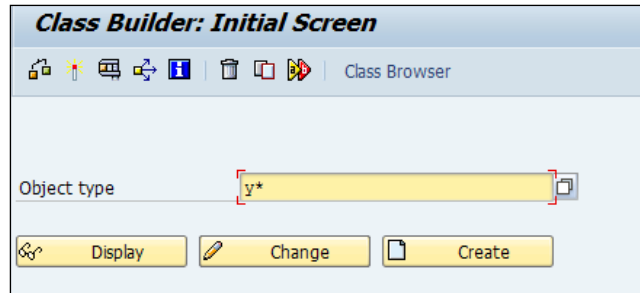 Class Builder: Initial Screen
Class Browser
Object type y*
Display Change Create